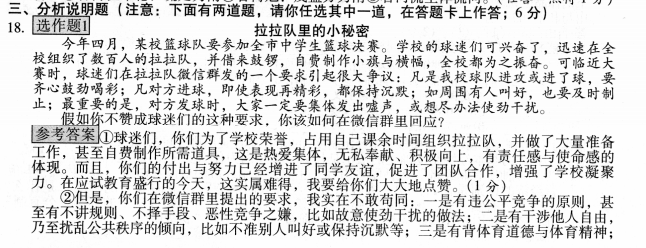 三、分析说明题（注意：下面有两道题，请你任选其中一道，在答题卡上作答；6 分）
18. 选作题1 拉拉队里的小秘密
今年四月，某校篮球队要参加全市中学生篮球决赛。学校的球迷们可兴奋了，迅速在全
校组织了数百人的拉拉队，并借来鼓锣，自费制作小旗与横幅，全校都为之振奋。可临近大
赛时，球迷们在拉拉队微信群发的一个要求引起很大争议：凡是我校球队进攻或进了球，要
齐心鼓劲喝彩；凡对方进球，即使表现再精彩，都保持沉默；如周围有人叫好，也要及时制
止；最重要的是，对方发球时，大家一定要集体发出嘘声，或想尽办法使劲干扰。
假如你不赞成球迷们的这种要求，你该如何在微信群里回应？
参考答案 ①球迷们，你们为了学校荣誉，占用自己课余时间组织拉拉队，并做了大量准备
工作，甚至自费制作所需道具，这是热爱集体，无私奉献、积极向上，有责任感与使命感的
体现。而且，你们的付出与努力已经增进了同学友谊，促进了团队合作，增强了学校凝聚
力。在应试教育盛行的今天，这实属难得，我要给你们大大地点赞。（1 分）
②但是，你们在微信群里提出的要求，我实在不敢苟同：一是有违公平竞争的原则，甚
至有不讲规则、不择手段、恶性竞争之嫌，比如故意使劲干扰的做法；二是有干涉他人自由，
乃至扰乱公共秩序的倾向，比如不准别人叫好或保持沉默等；三是有背体育道德与体育精神；